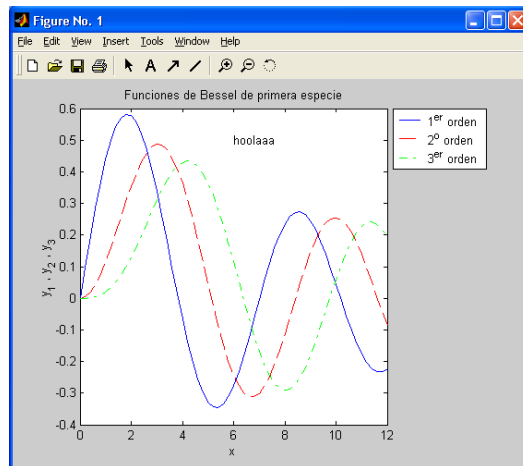 Figure No. 1
File Edit View Insert Tools Window Help
A
Funciones de Bessel de primera especie
hoolaaa
1er orden
2o orden
3er orden
y1 , y2 , y3
0.6
0.5
0.4
0.3
0.2
0.1
0
-0.1
-0.2
-0.3
-0.4
0 2 4 6 8 10 12
x